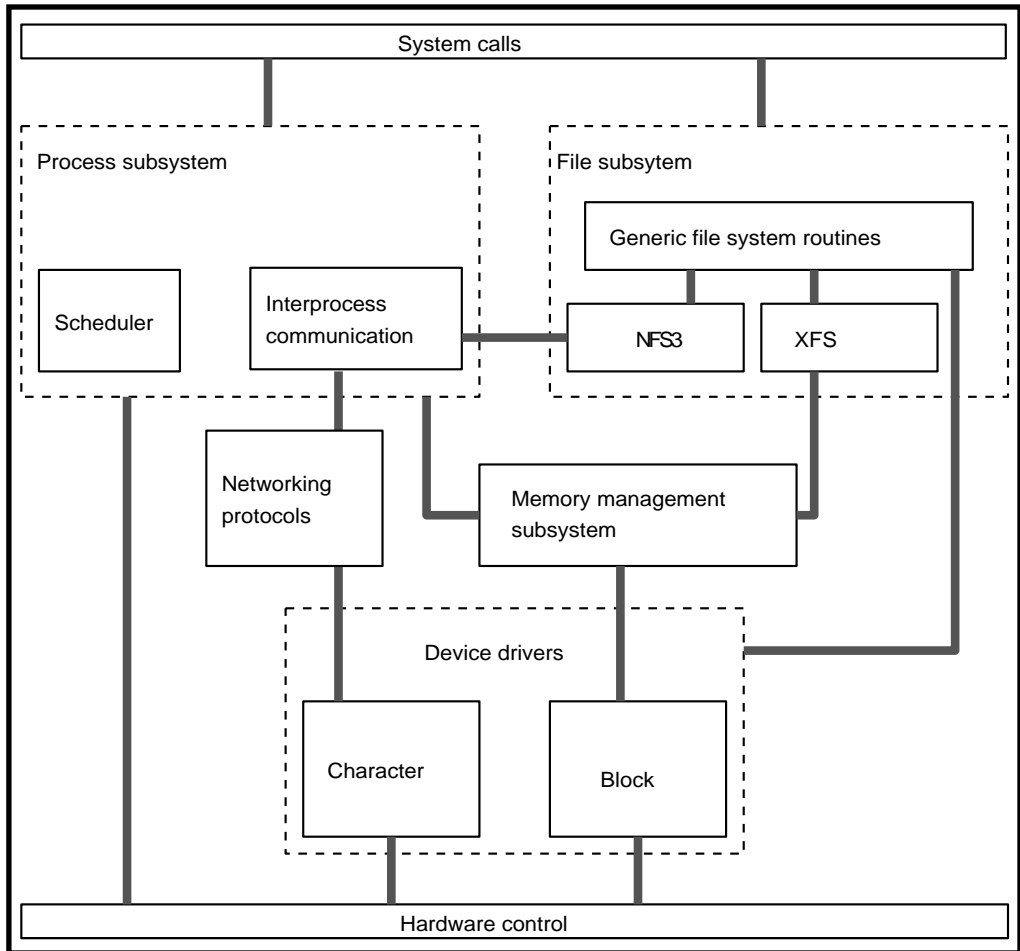 System calls
Process subsystem
File subsytem
Generic file system routines
Scheduler
Interprocess
communication
NFS3
XFS
Networking
protocols
Memory management
subsystem
Device drivers
Character
Block
Hardware control